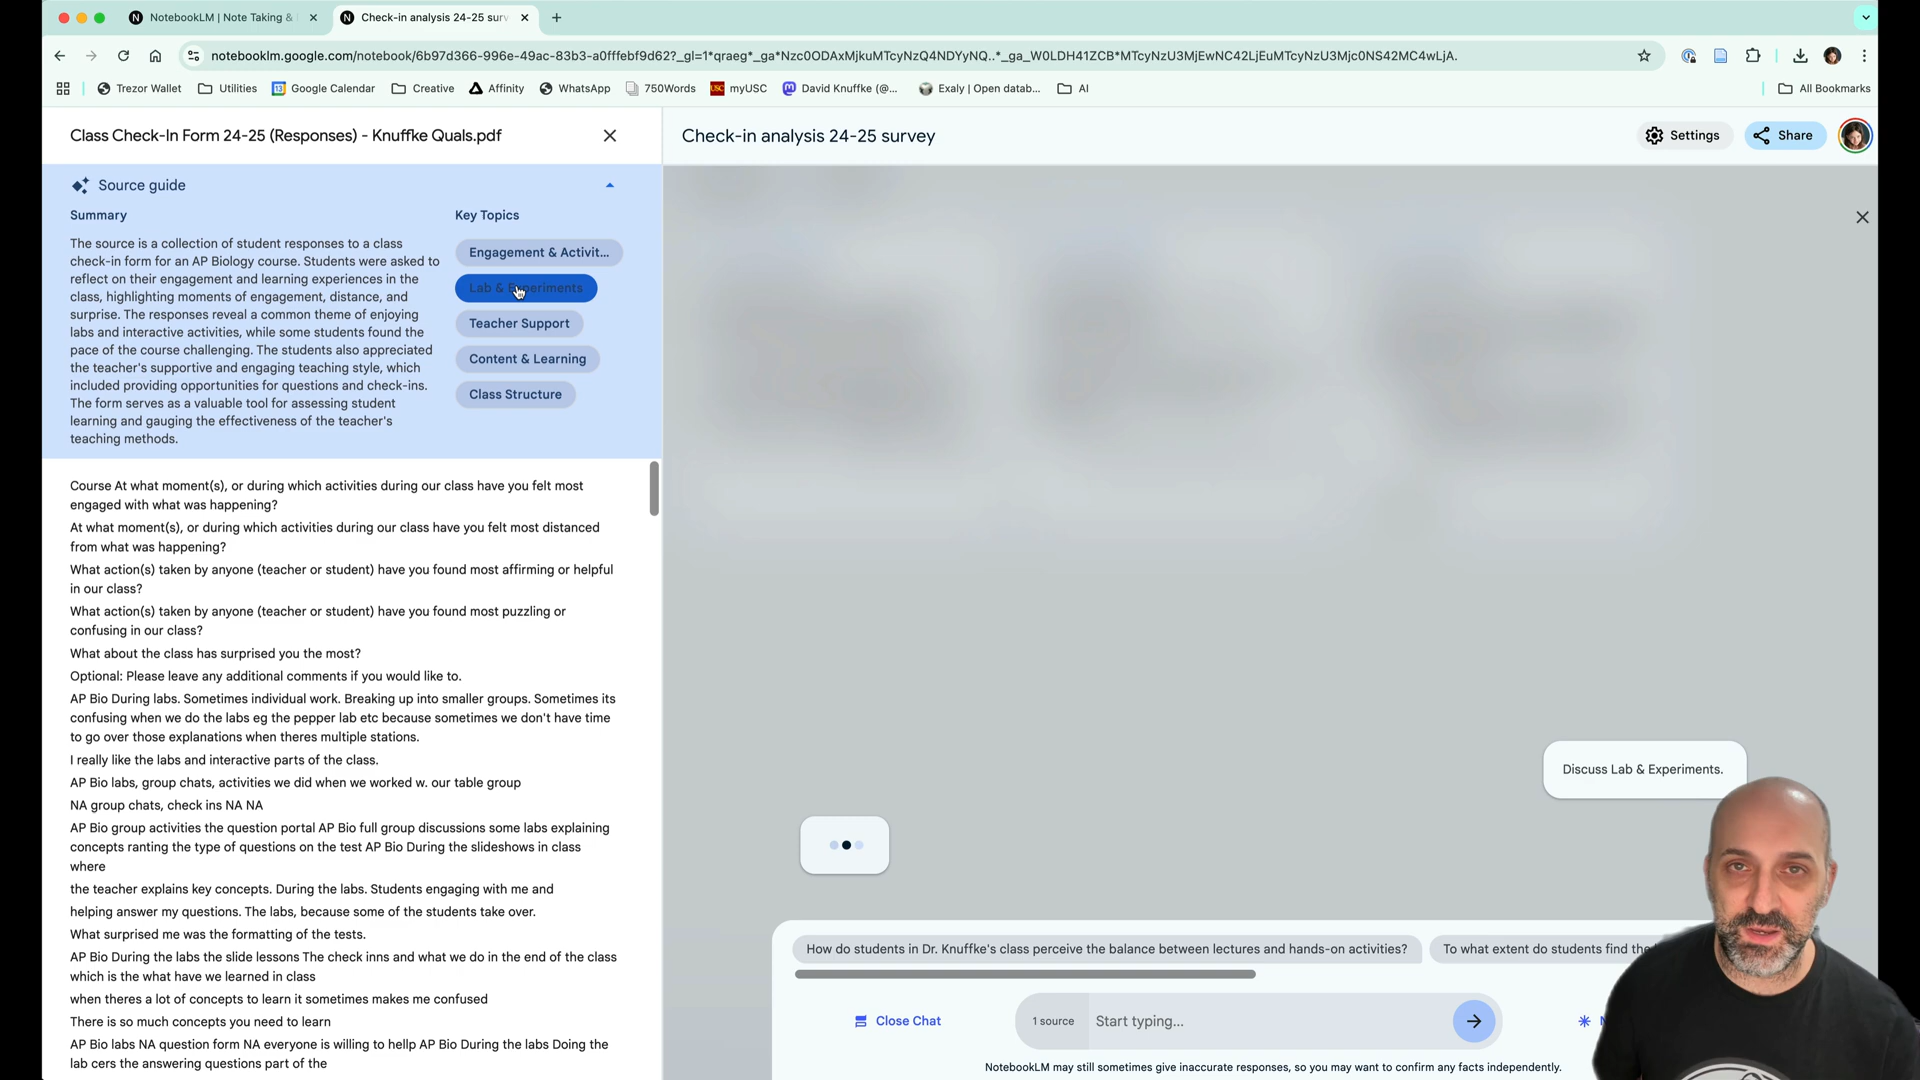 NotebookLM | Note Taking &
Check-in analysis 24-25 surv
notebooklm.google.com/notebook/6b97d366-996e-49ac-83b3-a0fffebf9d62?_gl=1*qraeg*_ga*Nzc0ODAxMjkuMTcyNzQ4NDYyNQ..*_ga_W0LDH41ZCB*MTcyNzU3MjEwNC42LjEuMTcyNzU3Mjc0NS42MC4wLjA.
Trezor Wallet
Utilities
Google Calendar
Creative
Affinity
WhatsApp
750Words
USC myUSC
David Knuffke (@...
Exaly | Open datab...
AI
All Bookmarks
Class Check-In Form 24-25 (Responses) - Knuffke Quals.pdf
Check-in analysis 24-25 survey
Settings
Share
Source guide
Summary
The source is a collection of student responses to a class
check-in form for an AP Biology course. Students were asked to
reflect on their engagement and learning experiences in the
class, highlighting moments of engagement, distance, and
surprise. The responses reveal a common theme of enjoying
labs and interactive activities, while some students found the
pace of the course challenging. The students also appreciated
the teacher's supportive and engaging teaching style, which
included providing opportunities for questions and check-ins.
The form serves as a valuable tool for assessing student
learning and gauging the effectiveness of the teacher's
teaching methods.
Key Topics
Engagement & Activit...
Lab & Experiments
Teacher Support
Content & Learning
Class Structure
Course At what moment(s), or during which activities during our class have you felt most
engaged with what was happening?
At what moment(s), or during which activities during our class have you felt most distanced
from what was happening?
What action(s) taken by anyone (teacher or student) have you found most affirming or helpful
in our class?
What action(s) taken by anyone (teacher or student) have you found most puzzling or
confusing in our class?
What about the class has surprised you the most?
Optional: Please leave any additional comments if you would like to.
AP Bio During labs. Sometimes individual work. Breaking up into smaller groups. Sometimes its
confusing when we do the labs eg the pepper lab etc because sometimes we don't have time
to go over those explanations when theres multiple stations.
I really like the labs and interactive parts of the class.
AP Bio labs, group chats, activities we did when we worked w. our table group
NA group chats, check ins NA NA
AP Bio group activities the question portal AP Bio full group discussions some labs explaining
concepts ranting the type of questions on the test AP Bio During the slideshows in class
where
the teacher explains key concepts. During the labs. Students engaging with me and
helping answer my questions. The labs, because some of the students take over.
What surprised me was the formatting of the tests.
AP Bio During the labs the slide lessons The check inns and what we do in the end of the class
which is the what have we learned in class
when theres a lot of concepts to learn it sometimes makes me confused
There is so much concepts you need to learn
AP Bio labs NA question form NA everyone is willing to hellp AP Bio During the labs Doing the
lab cers the answering questions part of the
Discuss Lab & Experiments.
How do students in Dr. Knuffke's class perceive the balance between lectures and hands-on activities?
To what extent do students find the
Close Chat
1 source
Start typing...
NotebookLM may still sometimes give inaccurate responses, so you may want to confirm any facts independently.